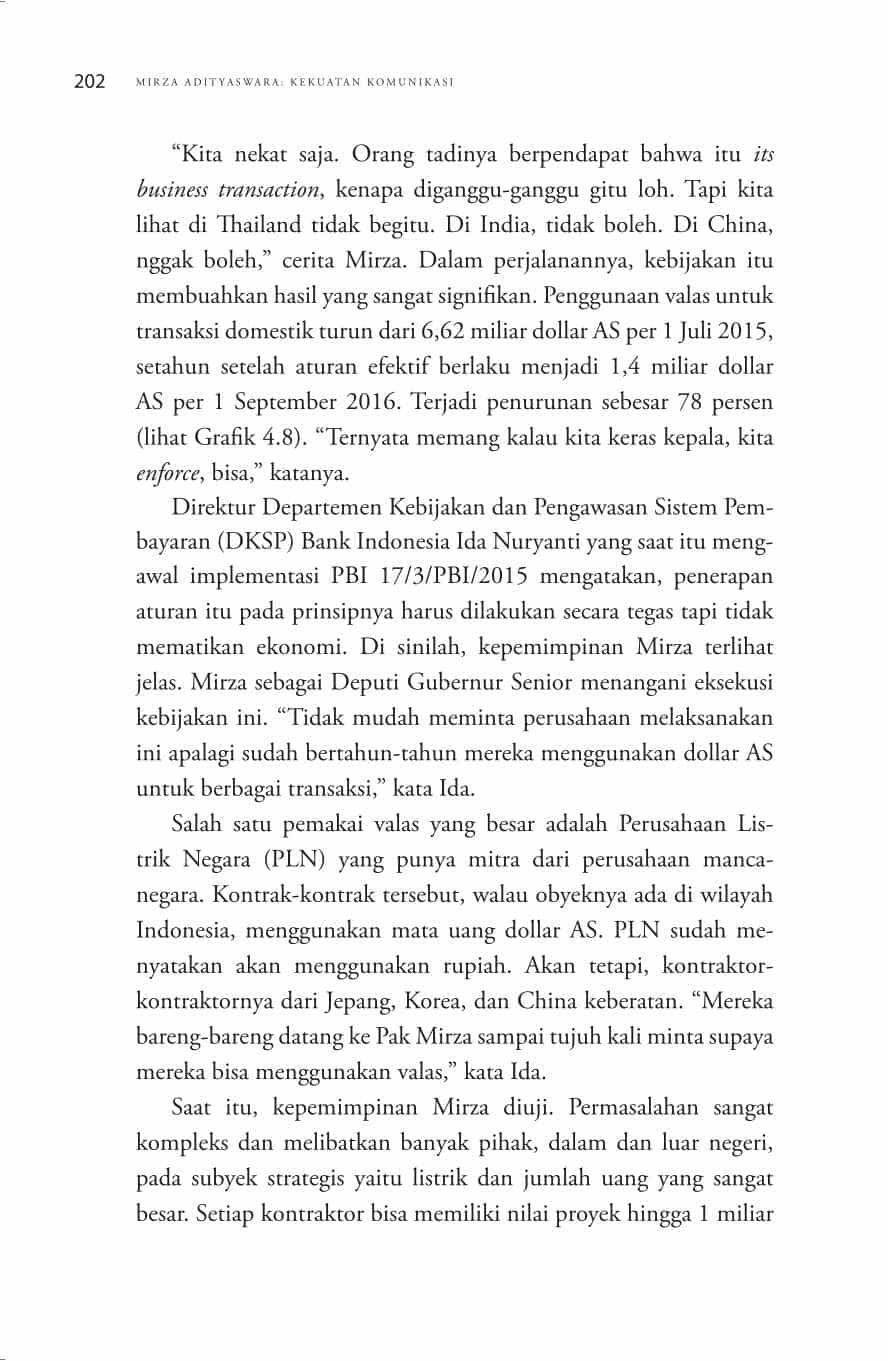 202 MIRZA ADITYASWARA: KEKUATAN KOMUNIKASI
“Kita nekat saja. Orang tadinya berpendapat bahwa itu its
business transaction, kenapa diganggu-ganggu gitu loh. Tapi kita
lihat di Thailand tidak begitu. Di India, tidak boleh. Di China,
nggak boleh,” cerita Mirza. Dalam perjalanannya, kebijakan itu
membuahkan hasil yang sangat signifikan. Penggunaan valas untuk
transaksi domestik turun dari 6,62 miliar dollar AS per 1 Juli 2015,
setahun setelah aturan efektif berlaku menjadi 1,4 miliar dollar
AS per 1 September 2016. Terjadi penurunan sebesar 78 persen
(lihat Grafik 4.8). “Ternyata memang kalau kita keras kepala, kita
enforce, bisa,” katanya.
Direktur Departemen Kebijakan dan Pengawasan Sistem Pem-
bayaran (DKSP) Bank Indonesia Ida Nuryanti yang saat itu meng-
awal implementasi PBI 17/3/PBI/2015 mengatakan, penerapan
aturan itu pada prinsipnya harus dilakukan secara tegas tapi tidak
mematikan ekonomi. Di sinilah, kepemimpinan Mirza terlihat
jelas. Mirza sebagai Deputi Gubernur Senior menangani eksekusi
kebijakan ini. “Tidak mudah meminta perusahaan melaksanakan
ini apalagi sudah bertahun-tahun mereka menggunakan dollar AS
untuk berbagai transaksi,” kata Ida.
Salah satu pemakai valas yang besar adalah Perusahaan Lis-
trik Negara (PLN) yang punya mitra dari perusahaan manca-
negara. Kontrak-kontrak tersebut, walau obyeknya ada di wilayah
Indonesia, menggunakan mata uang dollar AS. PLN sudah me-
nyatakan akan menggunakan rupiah. Akan tetapi, kontraktor-
kontraktornya dari Jepang, Korea, dan China keberatan. “Mereka
bareng-bareng datang ke Pak Mirza sampai tujuh kali minta supaya
mereka bisa menggunakan valas,” kata Ida.
Saat itu, kepemimpinan Mirza diuji. Permasalahan sangat
kompleks dan melibatkan banyak pihak, dalam dan luar negeri,
pada subyek strategis yaitu listrik dan jumlah uang yang sangat
besar. Setiap kontraktor bisa memiliki nilai proyek hingga 1 miliar